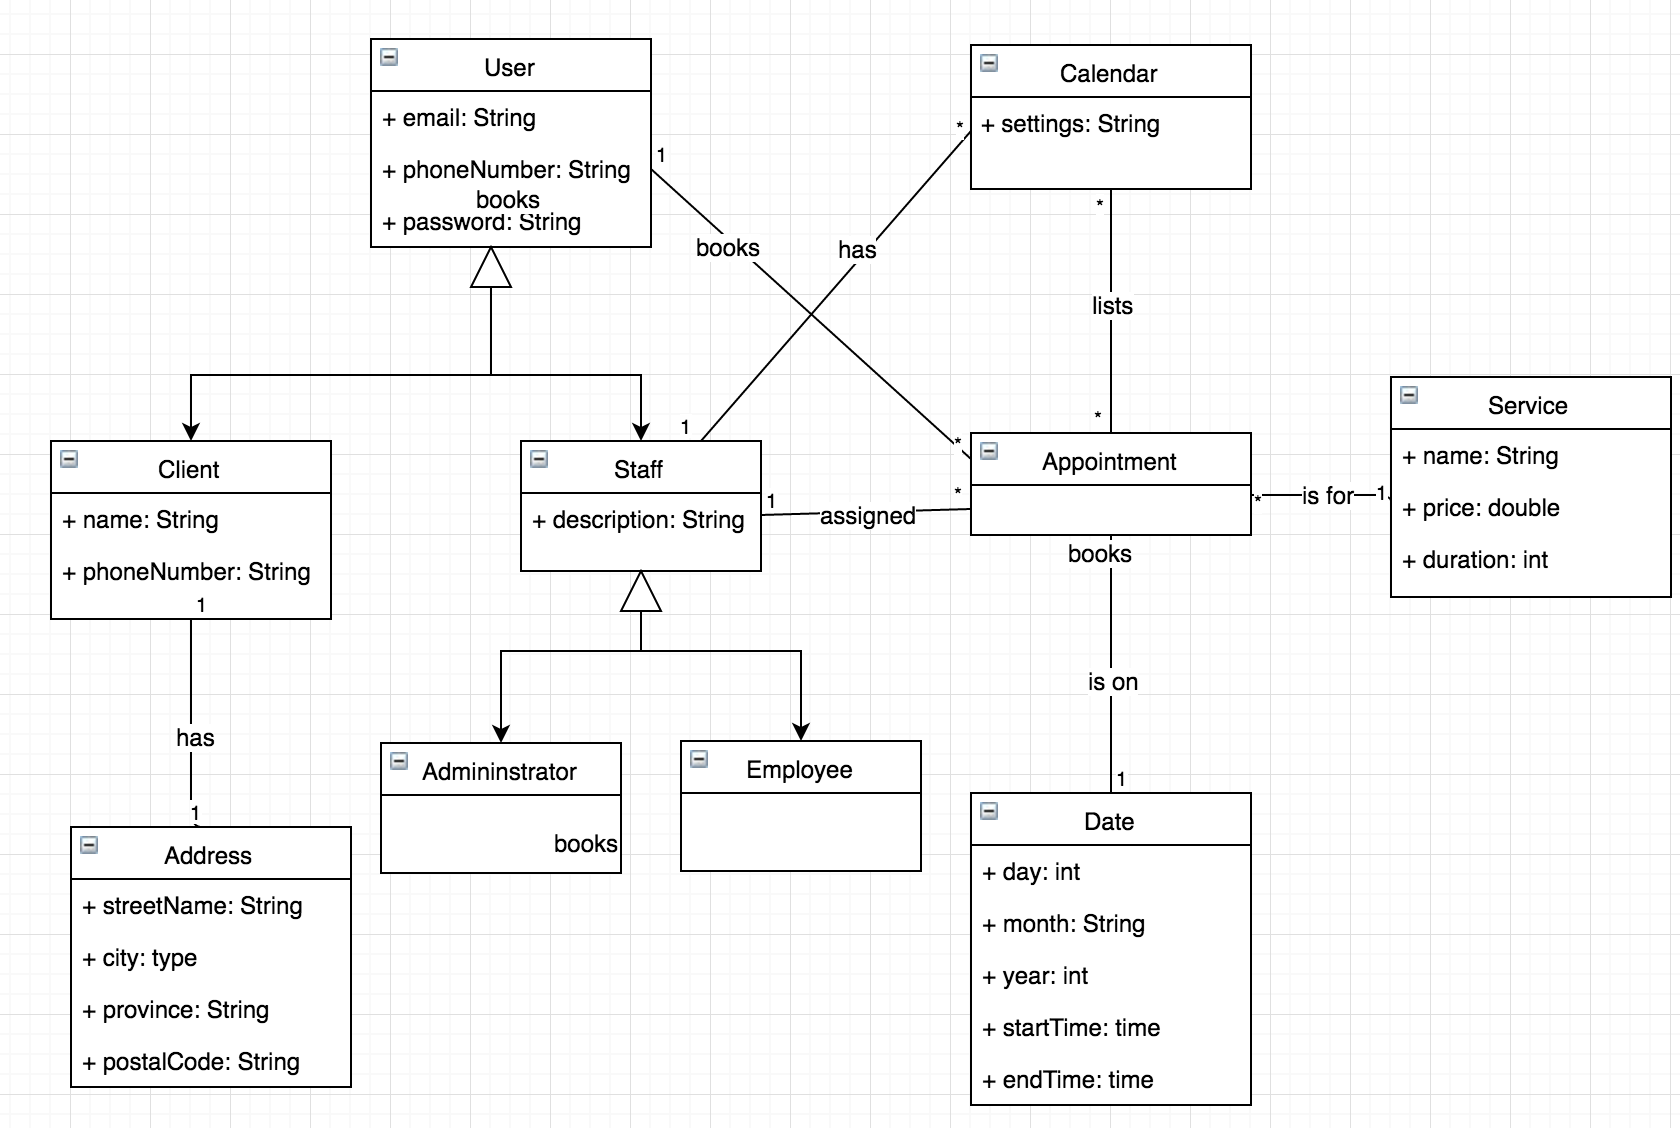 User
+ email: String
+ phoneNumber: String
books
+ password: String
Calendar
+ settings: String
1
*
books
has
*
lists
*
1
*
Client
+ name: String
+ phoneNumber: String
1
Staff
+ description: String
1
assigned
*
Appointment
*
is for
1
Service
+ name: String
+ price: double
+ duration: int
books
is on
1
has
1
Admininstrator
books
Employee
Address
+ streetName: String
+ city: type
+ province: String
+ postalCode: String
Date
+ day: int
+ month: String
+ year: int
+ startTime: time
+ endTime: time